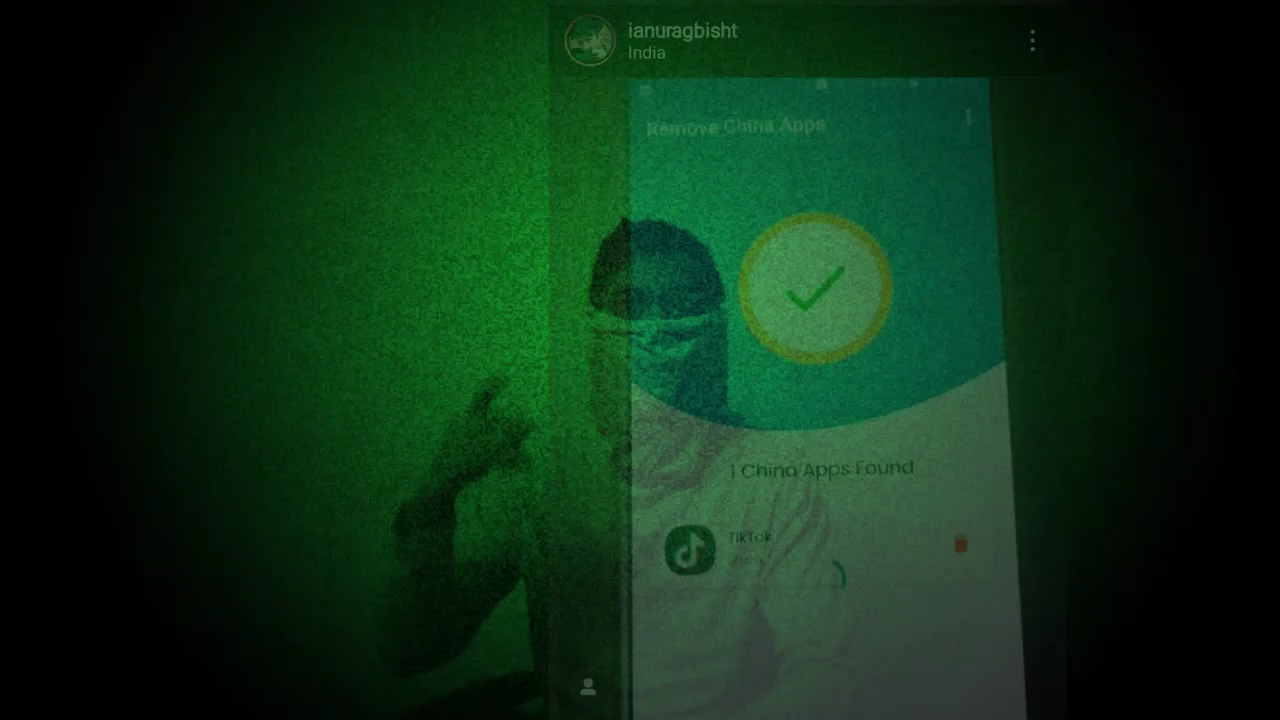 ianuragbisht
India
Remove China Apps
1 China Apps Found
TikTok